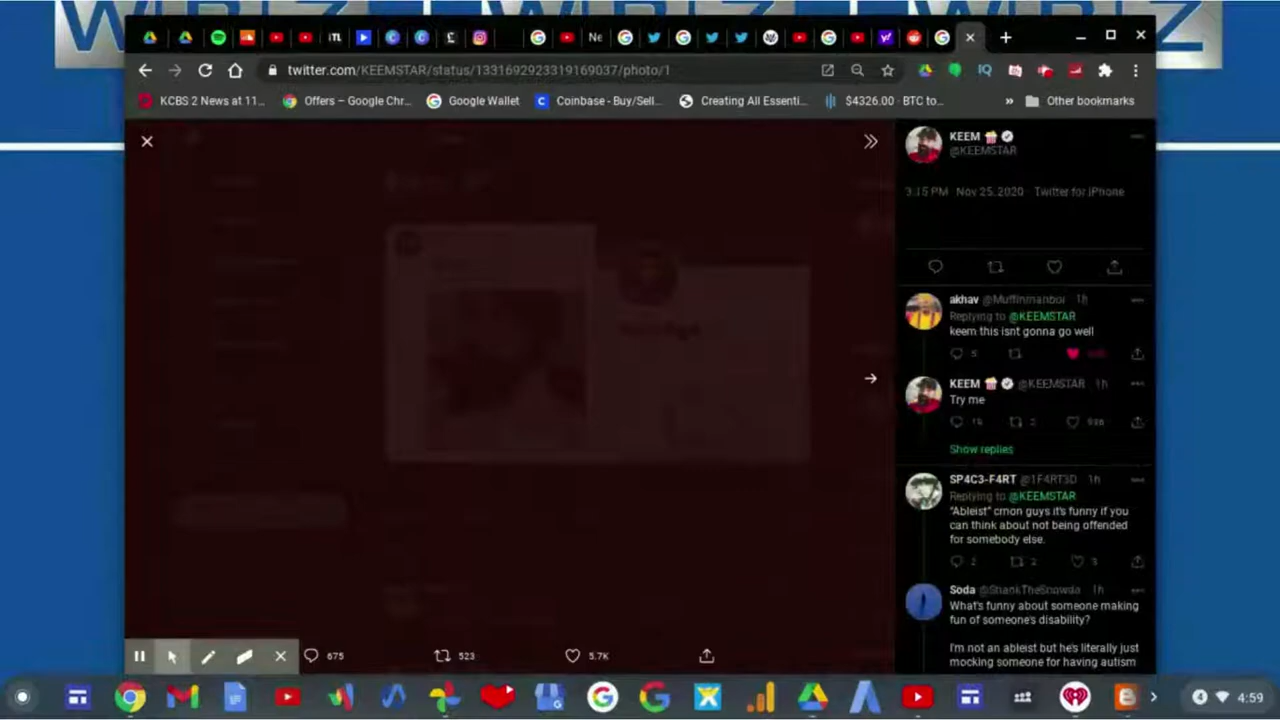 twitter.com/KEEMSTAR/status/1331692923319169037/photo/1
KCBS 2 News at 11...
Offers – Google Chr...
Google Wallet
Coinbase - Buy/Sell...
Creating All Essenti...
$4326.00 · BTC to...
»
Other bookmarks
KEEM
@KEEMSTAR
3:15 PM · Nov 25, 2020 · Twitter for iPhone
akhav @Muffinmanboi · 1h
Replying to @KEEMSTAR
keem this isnt gonna go well
5
KEEM @KEEMSTAR · 1h
Try me
Show replies
SP4C3-F4RT @1F4RT3D · 1h
Replying to @KEEMSTAR
"Ableist" cmon guys it's funny if you
can think about not being offended
for somebody else.
2 2 3
Soda @ShankTheSnowda · 1h
What's funny about someone making
fun of someone's disability?
I'm not an ableist but he's literally just
mocking someone for having autism
675 523 5.7K
4:59